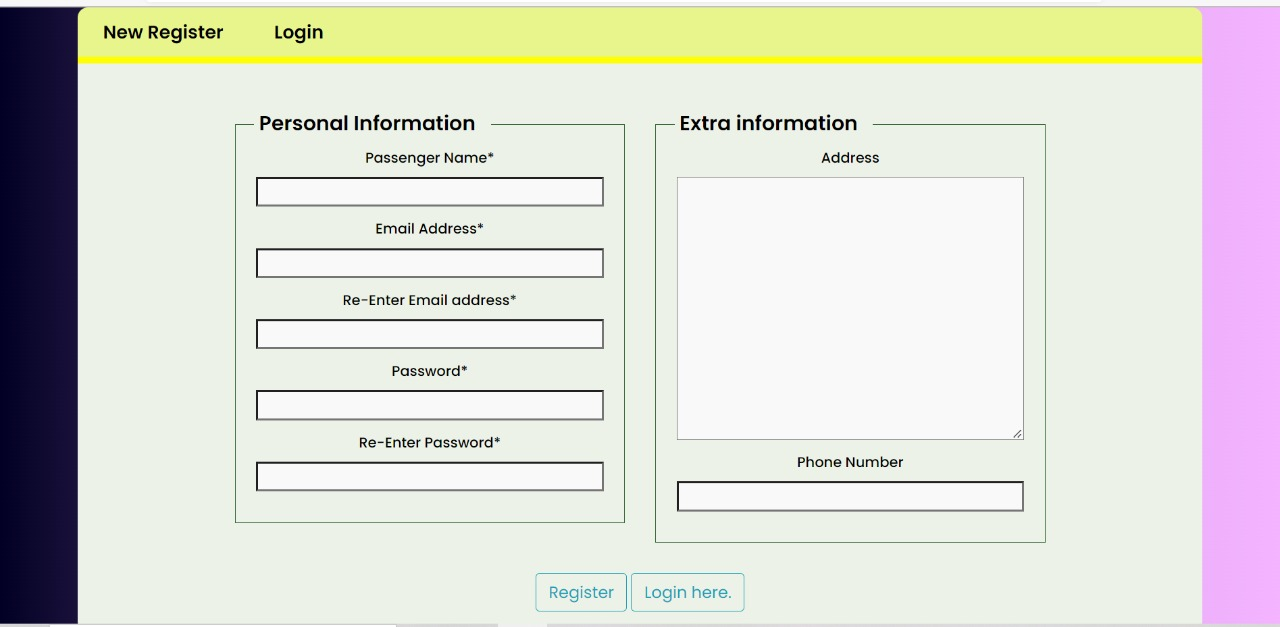 New Register Login
Personal Information
Passenger Name*
Email Address*
Re-Enter Email address*
Password*
Re-Enter Password*
Extra information
Address
Phone Number
Register Login here.